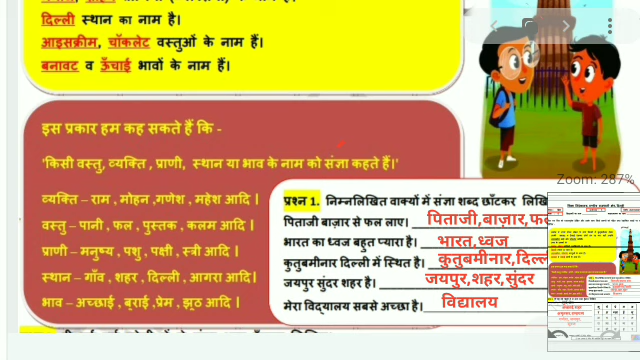 दिल्ली स्थान का नाम है।
आइसक्रीम, चॉकलेट वस्तुओं के नाम हैं।
बनावट व ऊँचाई भावों के नाम हैं।
इस प्रकार हम कह सकते हैं कि -
'किसी वस्तु, व्यक्ति , प्राणी, स्थान या भाव के नाम को संज्ञा कहते हैं।'
व्यक्ति – राम , मोहन ,गणेश , महेश आदि |
वस्तु – पानी , फल , पुस्तक , कलम आदि |
प्राणी – मनुष्य , पशु , पक्षी , स्त्री आदि |
स्थान – गाँव , शहर , दिल्ली , आगरा आदि|
भाव – अच्छाई , बुराई ,प्रेम , झूठ आदि |
प्रश्न 1. निम्नलिखित वाक्यों में संज्ञा शब्द छाँटकर
पिताजी बाज़ार से फल लाए। पिताजी,बाज़ार,
भारत का ध्वज बहुत प्यारा है। भारत,ध्वज
कुतुबमीनार दिल्ली में स्थित है। कुतुबमीनार,
जयपुर सुंदर शहर है। जयपुर,शहर,सुंदर
मेरा विद्यालय सबसे अच्छा है। विद्यालय
Zoom: 287%